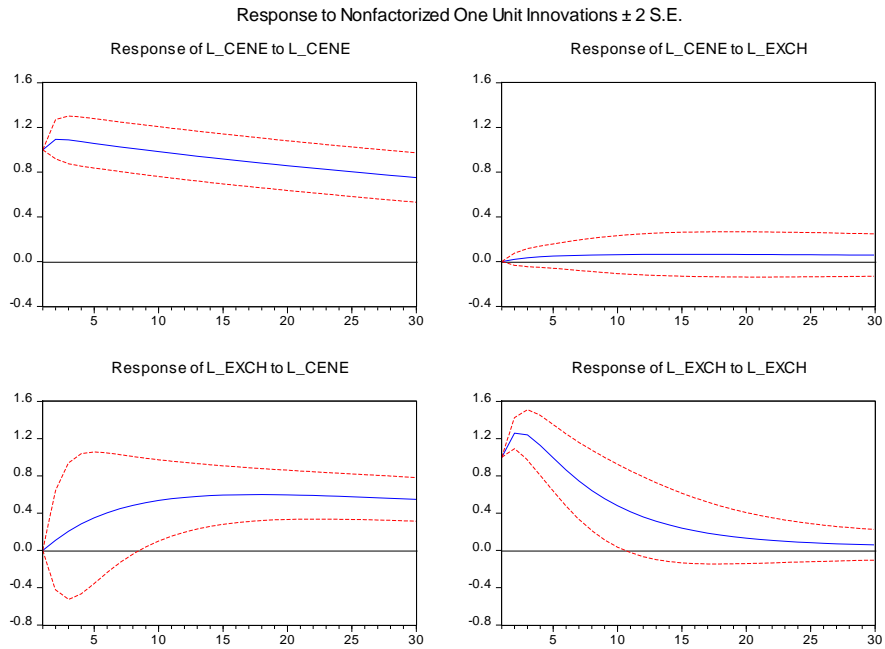 Response to Nonfactorized One Unit Innovations ± 2 S.E.
Response of L_CENE to L_CENE
1.6
1.2
0.8
0.4
0.0
-0.4
5 10 15 20 25 30
Response of L_CENE to L_EXCH
1.6
1.2
0.8
0.4
0.0
-0.4
5 10 15 20 25 30
Response of L_EXCH to L_CENE
1.6
1.2
0.8
0.4
0.0
-0.4
-0.8
5 10 15 20 25 30
Response of L_EXCH to L_EXCH
1.6
1.2
0.8
0.4
0.0
-0.4
-0.8
5 10 15 20 25 30